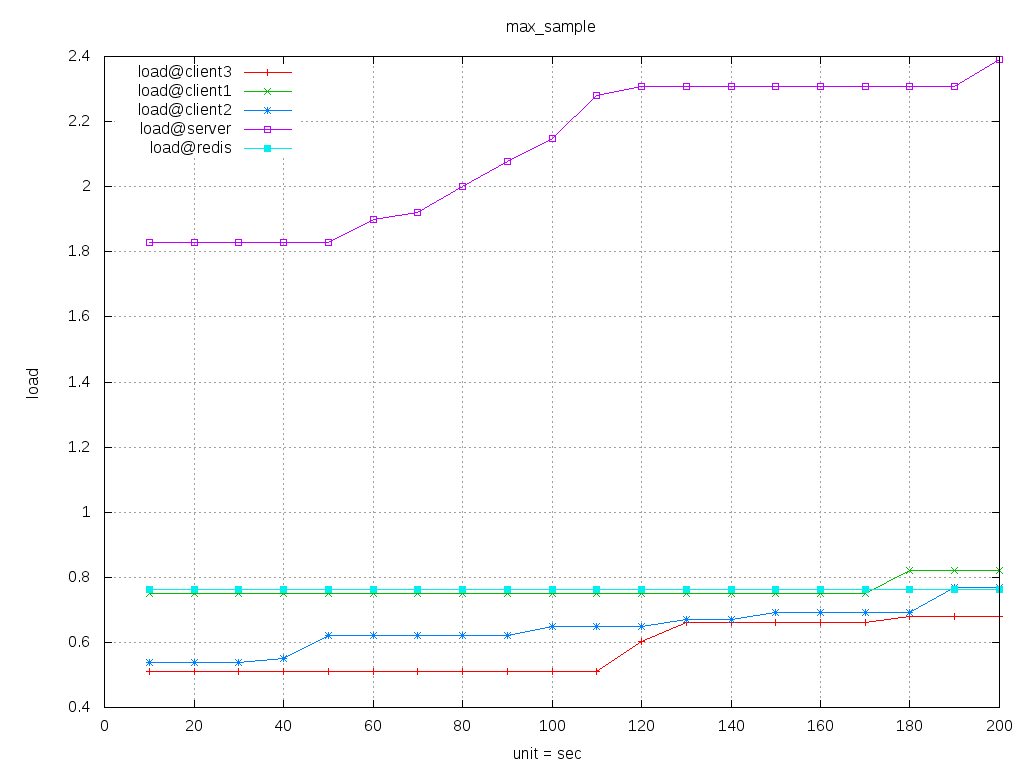 max_sample
2.4
2.2
2
1.8
1.6
1.4
1.2
1
0.8
0.6
0.4
load
load@client3
load@client1
load@client2
load@server
load@redis
0 20 40 60 80 100 120 140 160 180 200
unit = sec